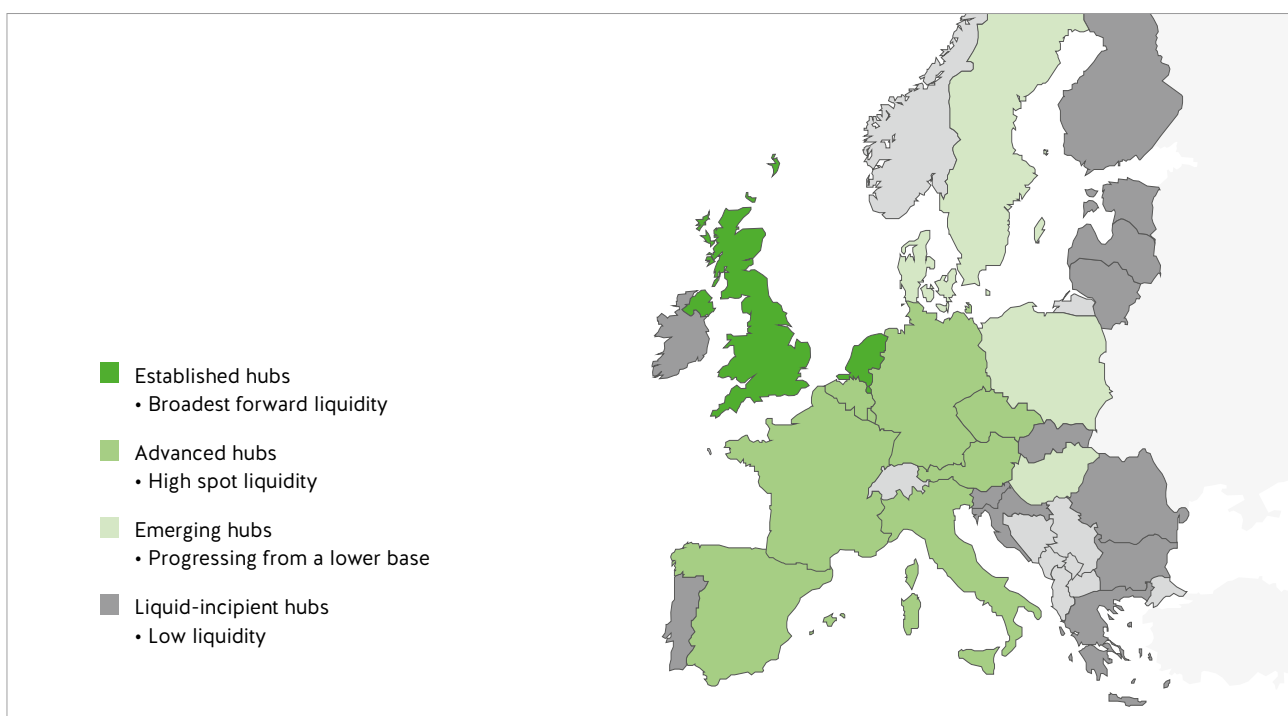 Established hubs
• Broadest forward liquidity
Advanced hubs
• High spot liquidity
Emerging hubs
• Progressing from a lower base
Liquid-incipient hubs
• Low liquidity